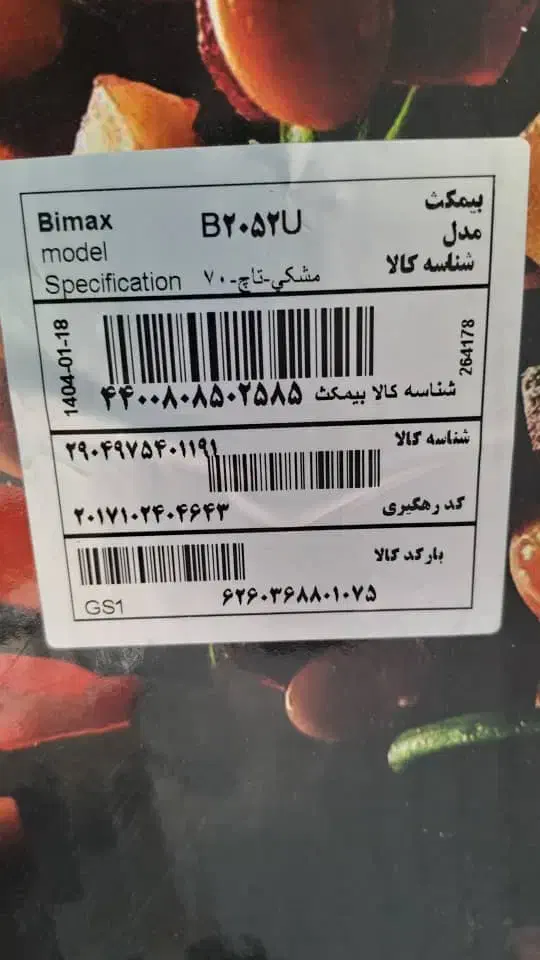 Bimax B۲۰۵۲U بیمکث
model مدل
Specification مشکي-تاچ-۷۰ شناسه کالا
1404-01-18
264178
۴۴۰۰۸۰۸۵۰۲۵۸۵ شناسه کالا بیمکث
شناسه کالا ۲۹۰۴۹۷۵۴۰۱۱۹۱
کد رهگیری ۲۰۱۷۱۰۲۴۰۴۶۴۳
بارکد کالا
GS1 ۶۲۶۰۳۶۸۸۰۱۰۷۵